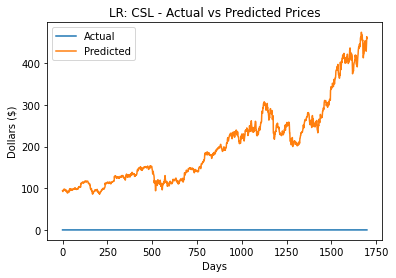 LR: CSL - Actual vs Predicted Prices
Actual
Predicted
Dollars ($)
400
300
200
100
0
0 250 500 750 1000 1250 1500 1750
Days